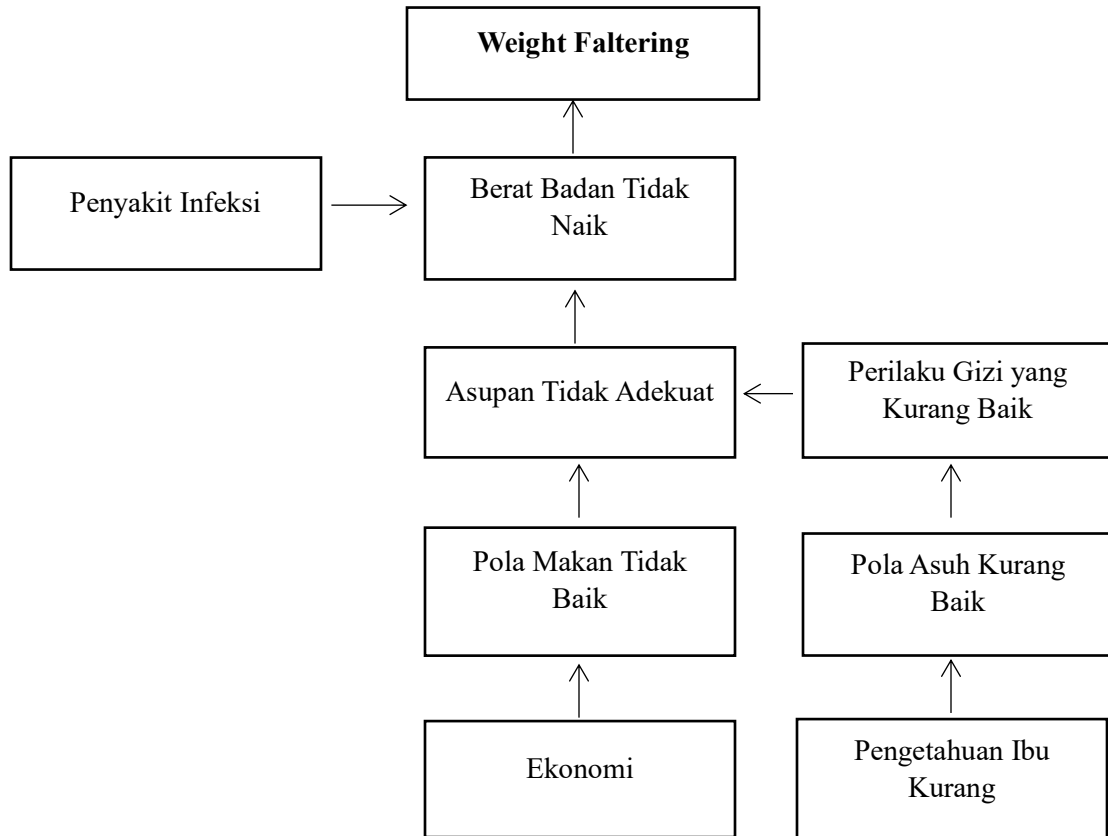 Weight Faltering
Penyakit Infeksi
Berat Badan Tidak
Naik
Asupan Tidak Adekuat
Perilaku Gizi yang
Kurang Baik
Pola Makan Tidak
Baik
Pola Asuh Kurang
Baik
Ekonomi
Pengetahuan Ibu
Kurang